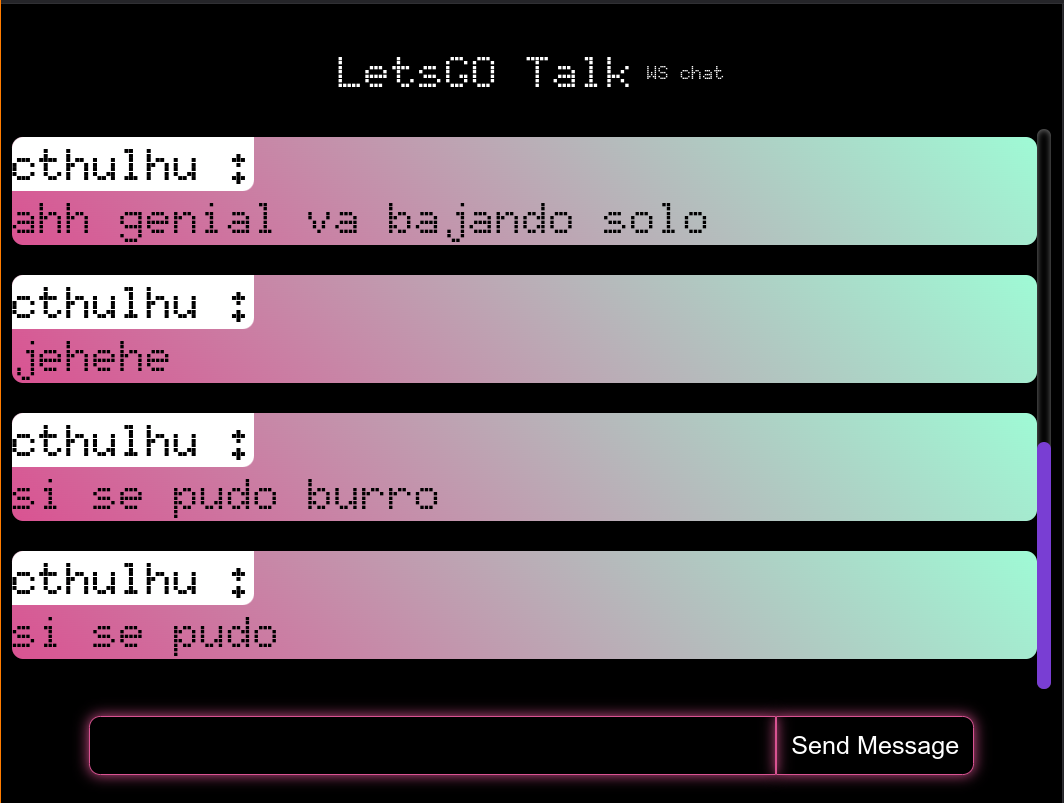 LetsGO Talk WS chat
cthulhu :
ahh genial va bajando solo
cthulhu :
jehehe
cthulhu :
si se pudo burro
cthulhu :
si se pudo
Send Message